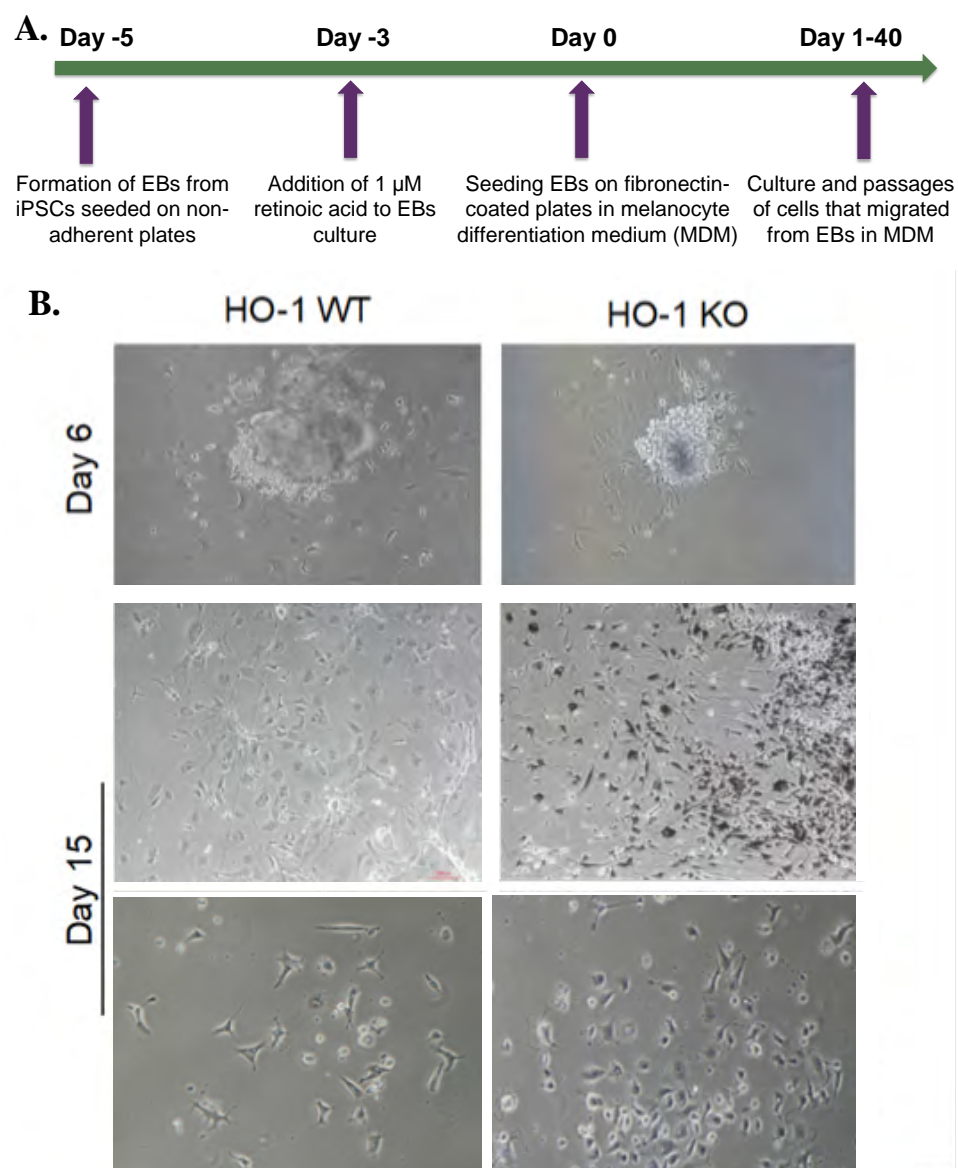 A.
Day -5 Day -3 Day 0 Day 1-40
Formation of EBs from
iPSCs seeded on non-
adherent plates
Addition of 1 µM
retinoic acid to EBs
culture
Seeding EBs on fibronectin-
coated plates in melanocyte
differentiation medium (MDM)
Culture and passages
of cells that migrated
from EBs in MDM
B.
HO-1 WT HO-1 KO
Day 6
Day 15